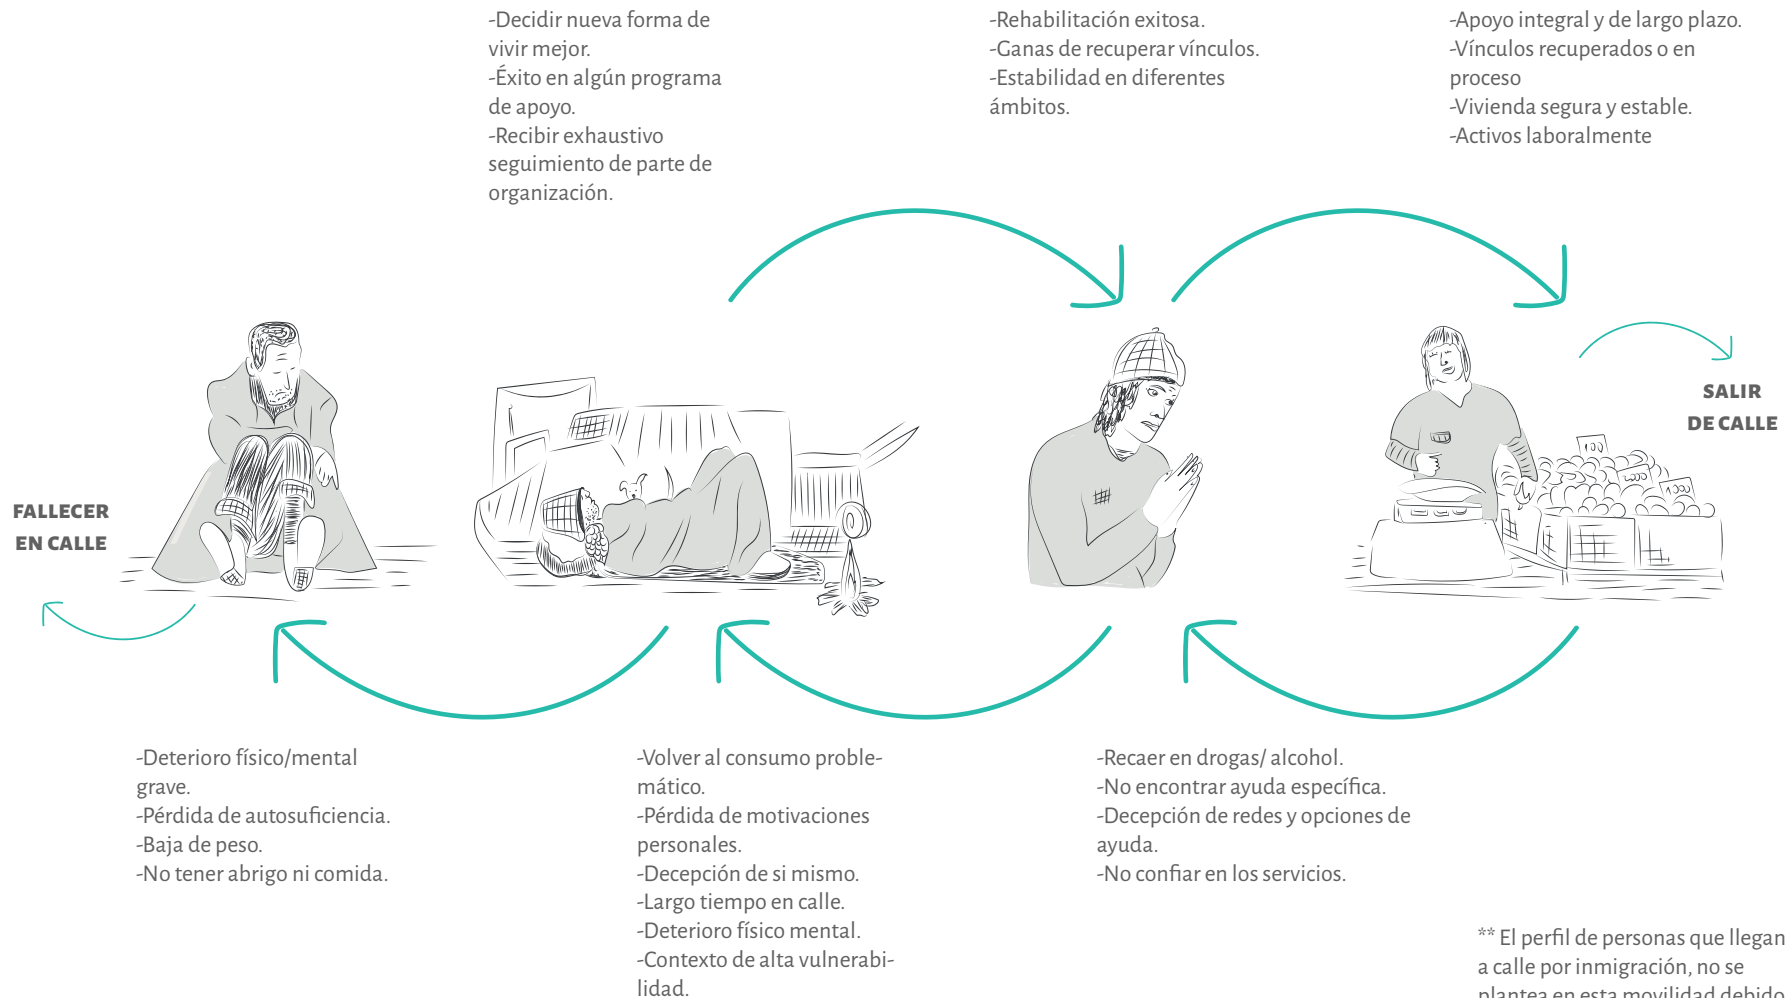 -Decidir nueva forma de
vivir mejor.
-Éxito en algún programa
de apoyo.
-Recibir exhaustivo
seguimiento de parte de
organización.
-Rehabilitación exitosa.
-Ganas de recuperar vínculos.
-Estabilidad en diferentes
ámbitos.
-Apoyo integral y de largo plazo.
-Vínculos recuperados o en
proceso
-Vivienda segura y estable.
-Activos laboralmente
SALIR
DE CALLE
FALLECER
EN CALLE
-Deterioro físico/mental
grave.
-Pérdida de autosuficiencia.
-Baja de peso.
-No tener abrigo ni comida.
-Volver al consumo proble-
mático.
-Pérdida de motivaciones
personales.
-Decepción de si mismo.
-Largo tiempo en calle.
-Deterioro físico mental.
-Contexto de alta vulnerabi-
lidad.
-Recaer en drogas/ alcohol.
-No encontrar ayuda específica.
-Decepción de redes y opciones de
ayuda.
-No confiar en los servicios.
** El perfil de personas que llegan
a calle por inmigración, no se
plantea en esta movilidad debido